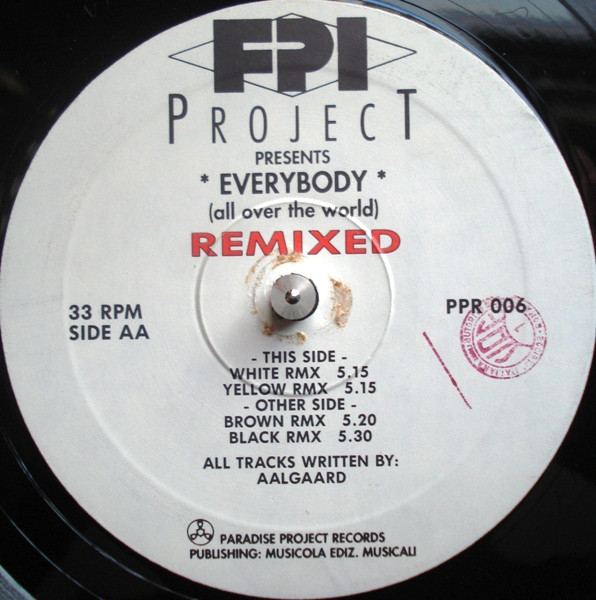 FPI
PROJECT
PRESENTS
* EVERYBODY *
(all over the world)
REMIXED
33 RPM
SIDE AA
PPR 006
- THIS SIDE -
WHITE RMX 5.15
YELLOW RMX 5.15
- OTHER SIDE -
BROWN RMX 5.20
BLACK RMX 5.30
ALL TRACKS WRITTEN BY:
AALGAARD
PARADISE PROJECT RECORDS
PUBLISHING: MUSICOLA EDIZ. MUSICALI